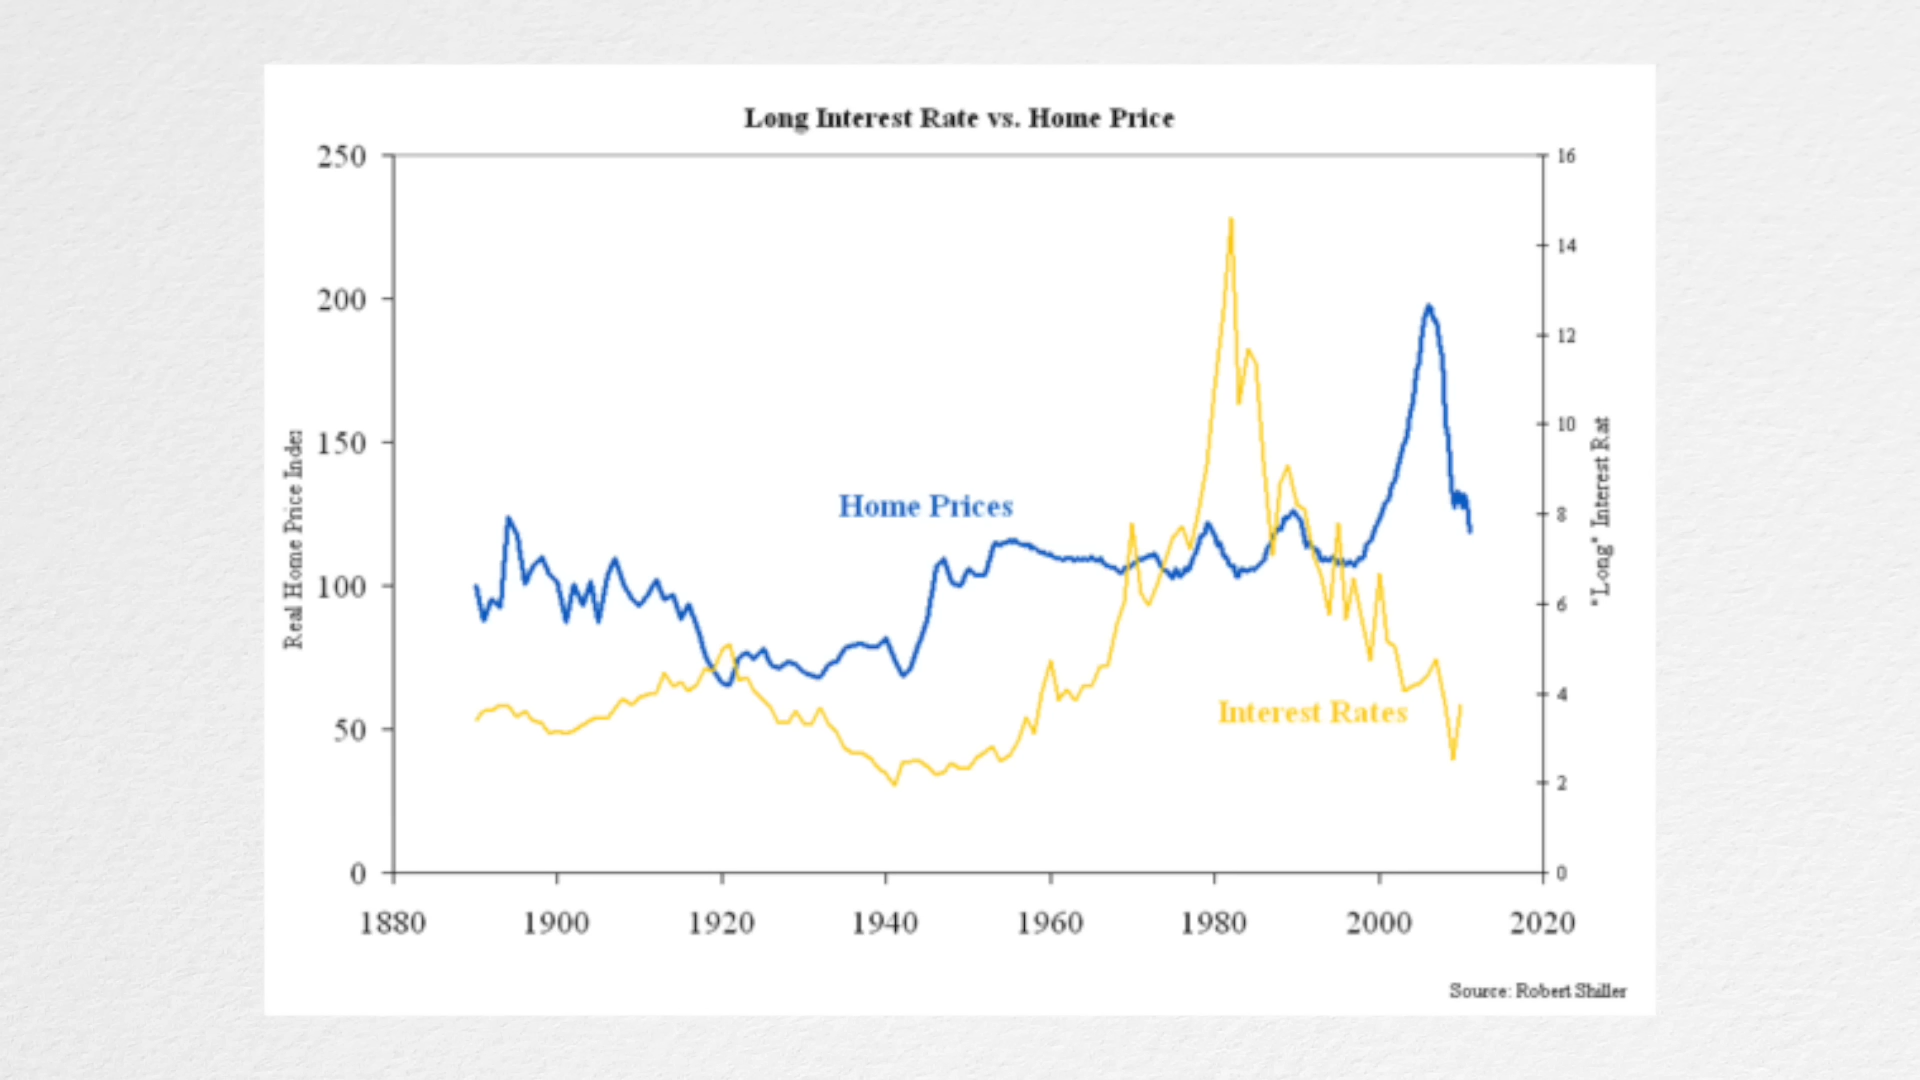 Long Interest Rate vs. Home Price
250
200
150
100
50
0
16
14
12
10
8
6
4
2
0
Real Home Price Index
"Long" Interest Rat
Home Prices
Interest Rates
1880 1900 1920 1940 1960 1980 2000 2020
Source: Robert Shiller